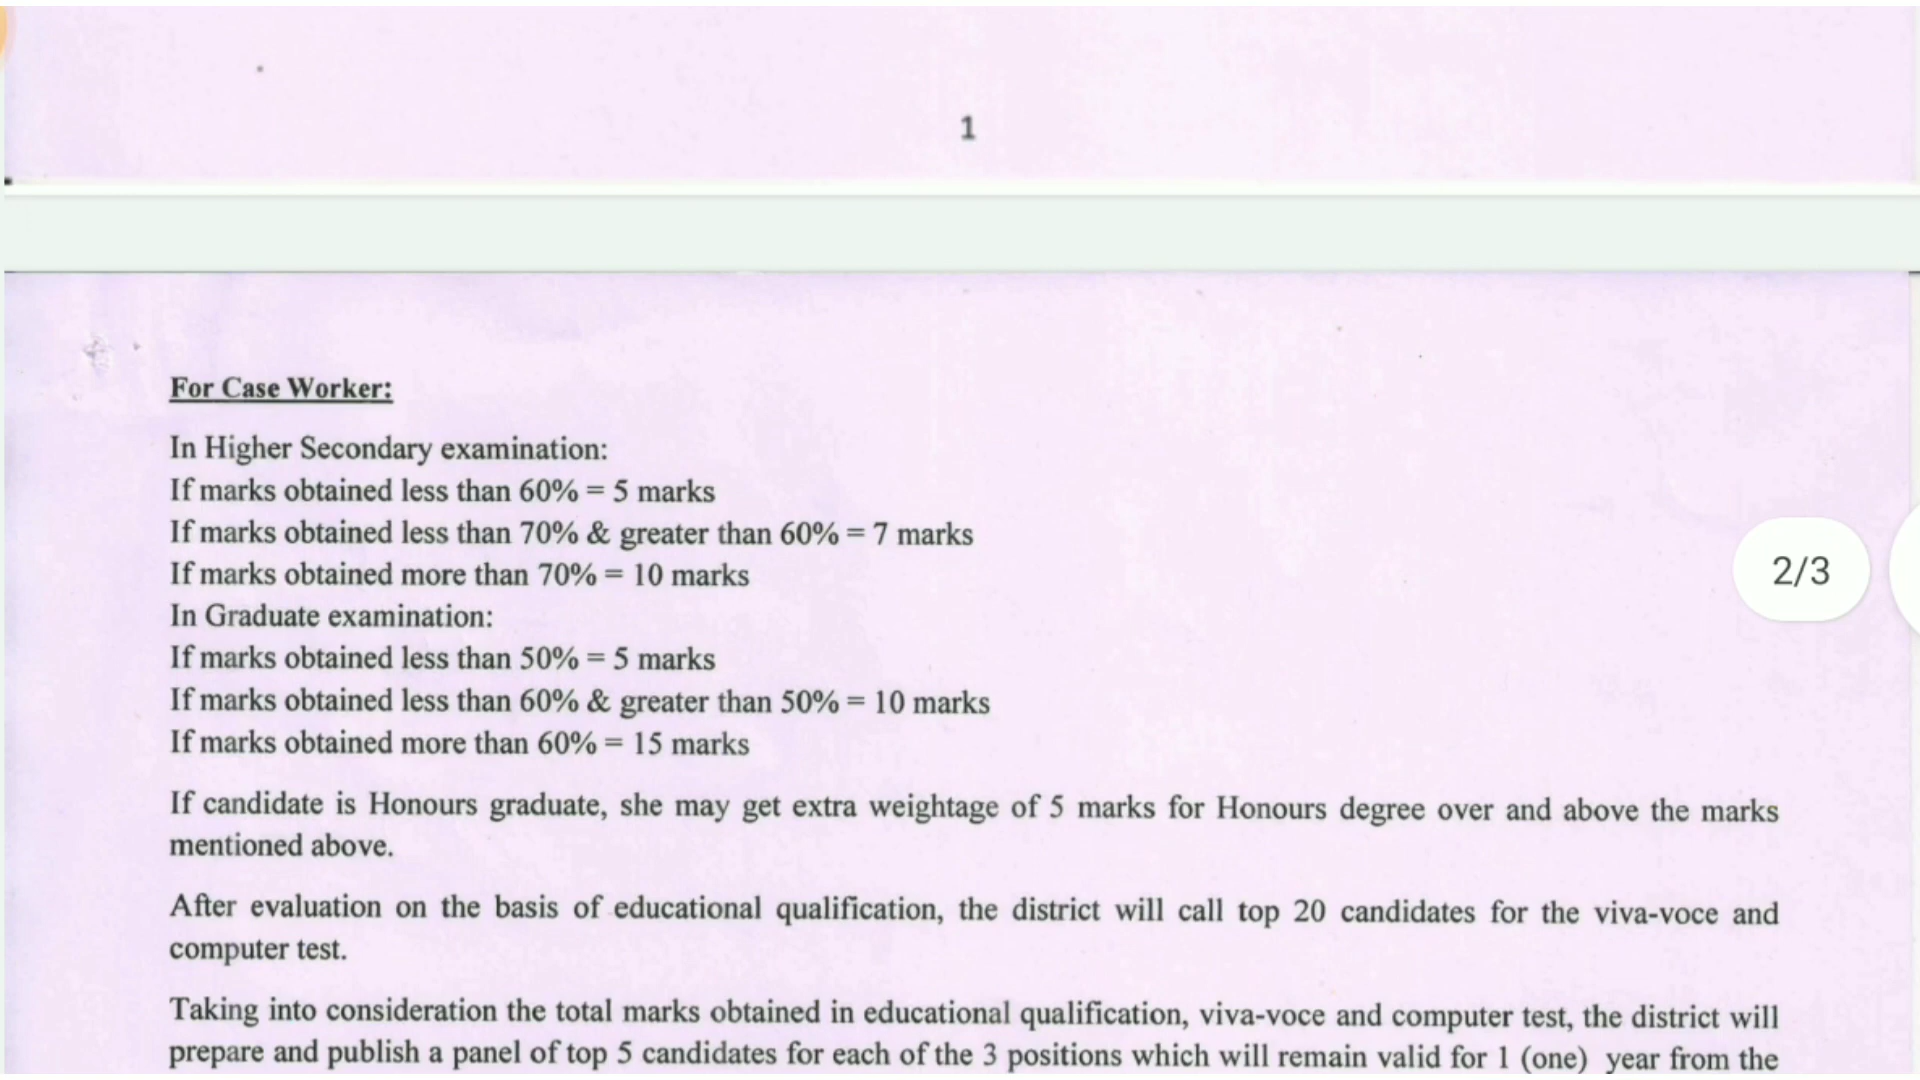 1
For Case Worker:
In Higher Secondary examination:
If marks obtained less than 60% = 5 marks
If marks obtained less than 70% & greater than 60% = 7 marks
If marks obtained more than 70% = 10 marks
In Graduate examination:
If marks obtained less than 50% = 5 marks
If marks obtained less than 60% & greater than 50% = 10 marks
If marks obtained more than 60% = 15 marks
If candidate is Honours graduate, she may get extra weightage of 5 marks for Honours degree over and above the marks
mentioned above.
After evaluation on the basis of educational qualification, the district will call top 20 candidates for the viva-voce and
computer test.
Taking into consideration the total marks obtained in educational qualification, viva-voce and computer test, the district will
prepare and publish a panel of top 5 candidates for each of the 3 positions which will remain valid for 1 (one) year from the
2/3